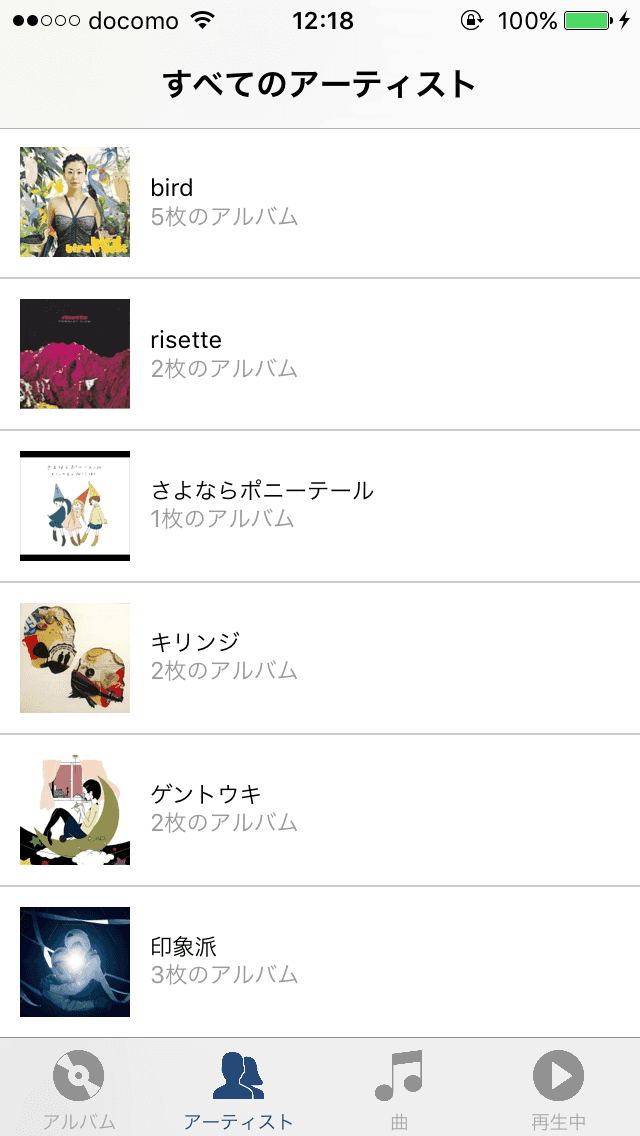 docomo 12:18 100%
すべてのアーティスト
bird
5枚のアルバム
risette
2枚のアルバム
さよならポニーテール
1枚のアルバム
キリンジ
2枚のアルバム
ゲントウキ
2枚のアルバム
印象派
3枚のアルバム
アルバム アーティスト 曲 再生中